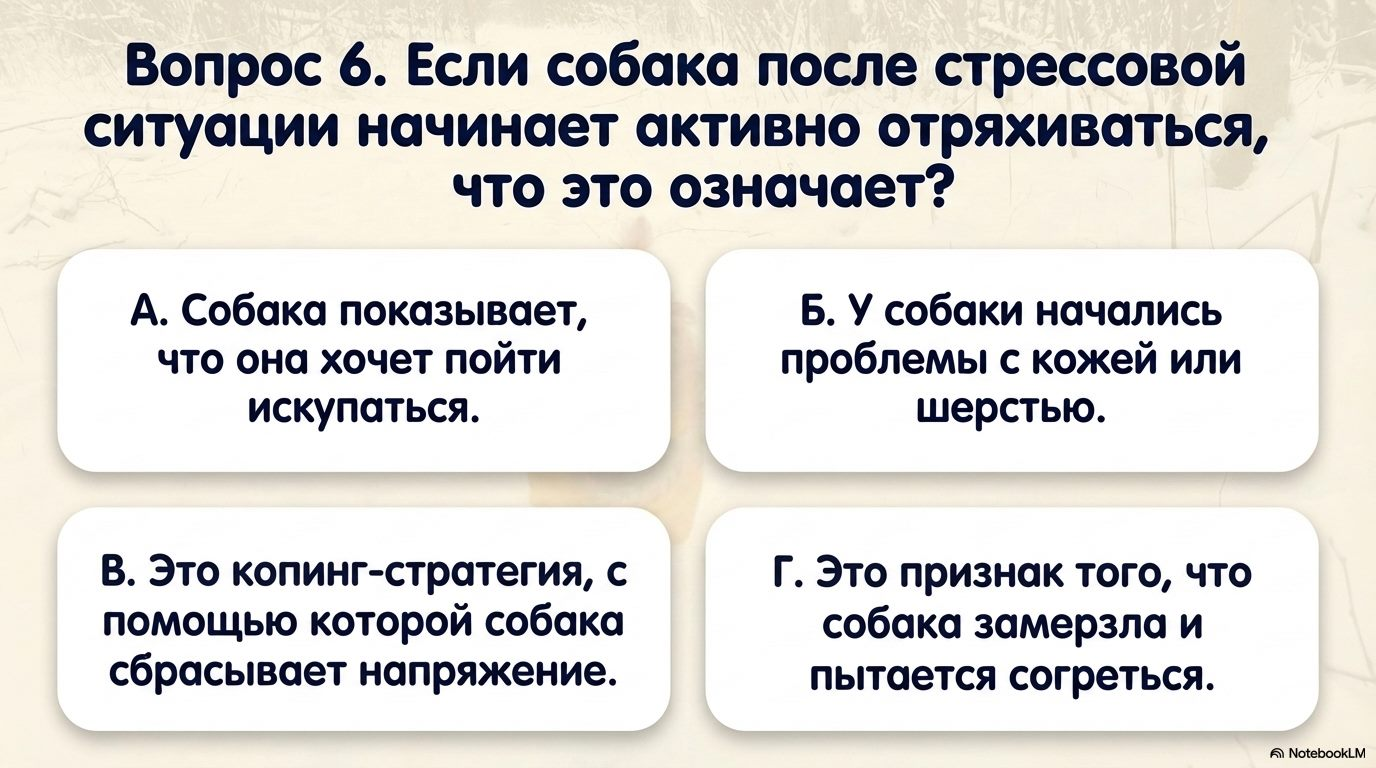 Вопрос 6. Если собака после стрессовой
ситуации начинает активно отряхиваться,
что это означает?
А. Собака показывает,
что она хочет пойти
искупаться.
Б. У собаки начались
проблемы с кожей или
шерстью.
В. Это копинг-стратегия, с
помощью которой собака
сбрасывает напряжение.
Г. Это признак того, что
собака замерзла и
пытается согреться.
NotebookLM